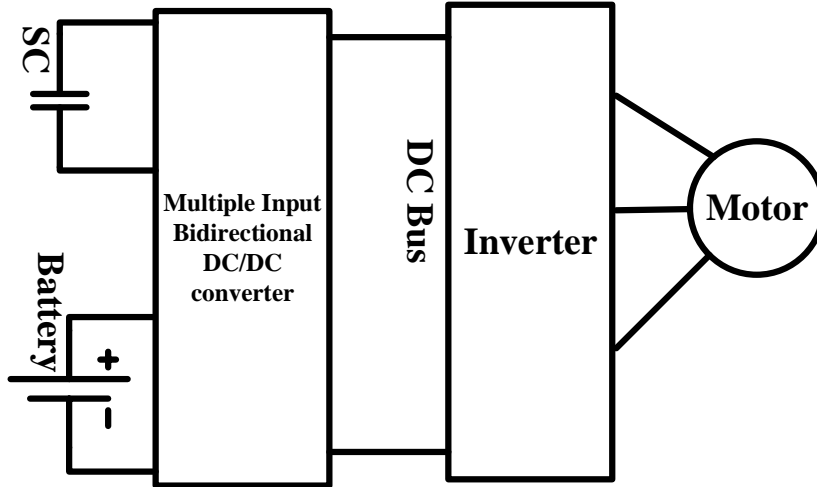 SC
Battery
+
−
Multiple Input
Bidirectional
DC/DC
converter
DC Bus
Inverter
Motor